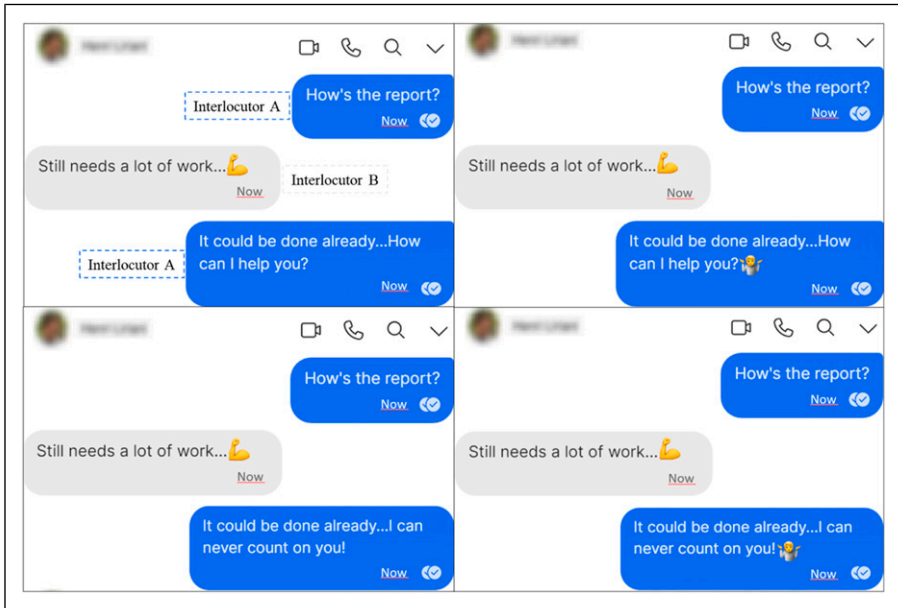 How's the report?
Interlocutor A
Now
Still needs a lot of work...💪
Now
Interlocutor B
It could be done already...How
can I help you?
Interlocutor A
Now
How's the report?
Now
Still needs a lot of work...💪
Now
It could be done already...How
can I help you?🤷
Now
How's the report?
Now
Still needs a lot of work...💪
Now
It could be done already...I can
never count on you!
Now
How's the report?
Now
Still needs a lot of work...💪
Now
It could be done already...I can
never count on you!🤷
Now